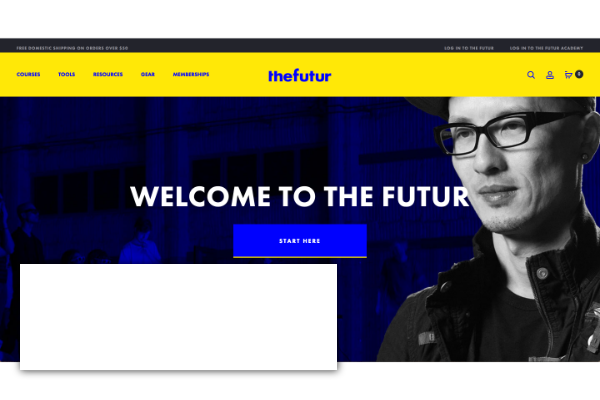 FREE DOMESTIC SHIPPING ON ORDERS OVER $50
LOG IN TO THE FUTUR
LOG IN TO THE FUTUR ACADEMY
COURSES
TOOLS
RESOURCES
GEAR
MEMBERSHIPS
thefutur
0
WELCOME TO THE FUTUR
START HERE